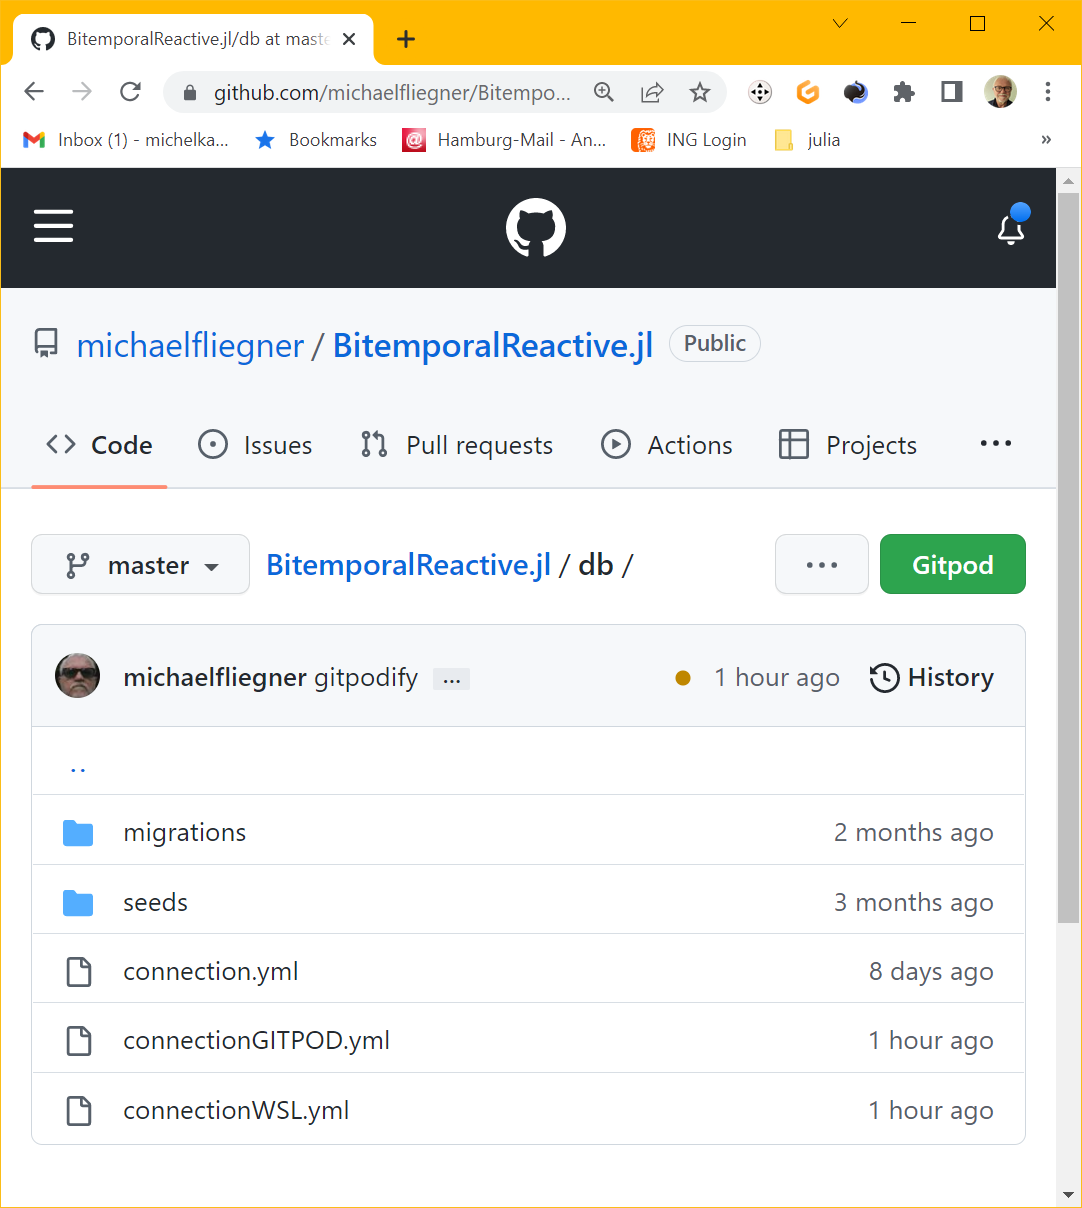 BitemporalReactive.jl/db at maste
github.com/michaelfliegner/Bitempo...
Inbox (1) - michelka... Bookmarks Hamburg-Mail - An... ING Login julia »
michaelfliegner / BitemporalReactive.jl Public
Code Issues Pull requests Actions Projects ...
master BitemporalReactive.jl / db / ... Gitpod
michaelfliegner gitpodify ... 1 hour ago History
..
migrations 2 months ago
seeds 3 months ago
connection.yml 8 days ago
connectionGITPOD.yml 1 hour ago
connectionWSL.yml 1 hour ago